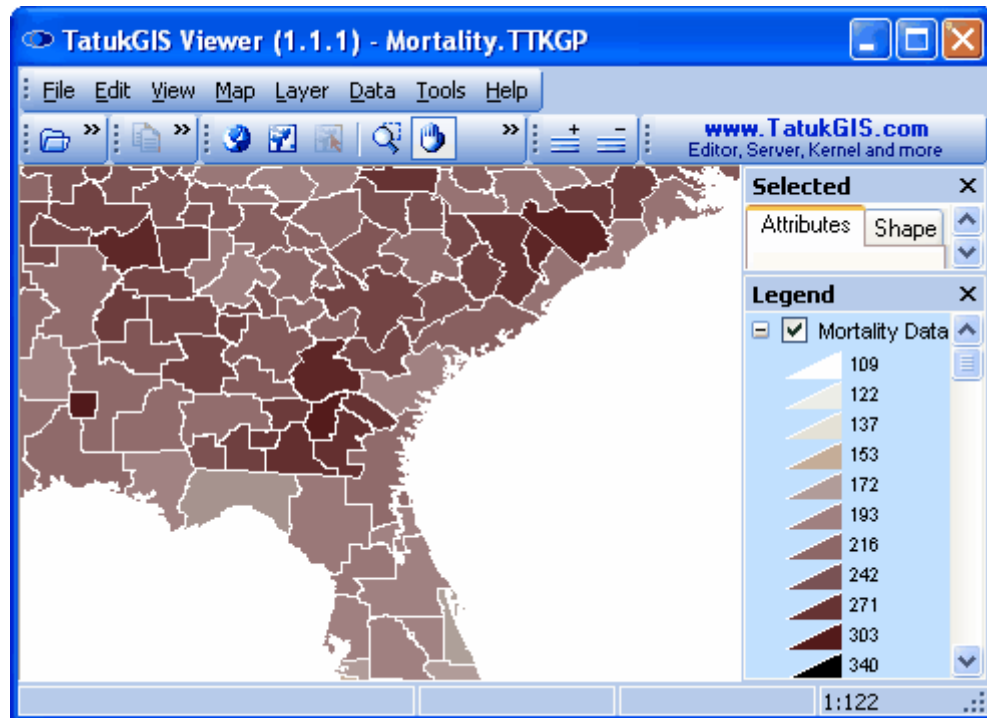 TatukGIS Viewer (1.1.1) - Mortality.TTKGP
File Edit View Map Layer Data Tools Help
www.TatukGIS.com
Editor, Server, Kernel and more
Selected
Attributes Shape
Legend
Mortality Data
109
122
137
153
172
193
216
242
271
303
340
1:122